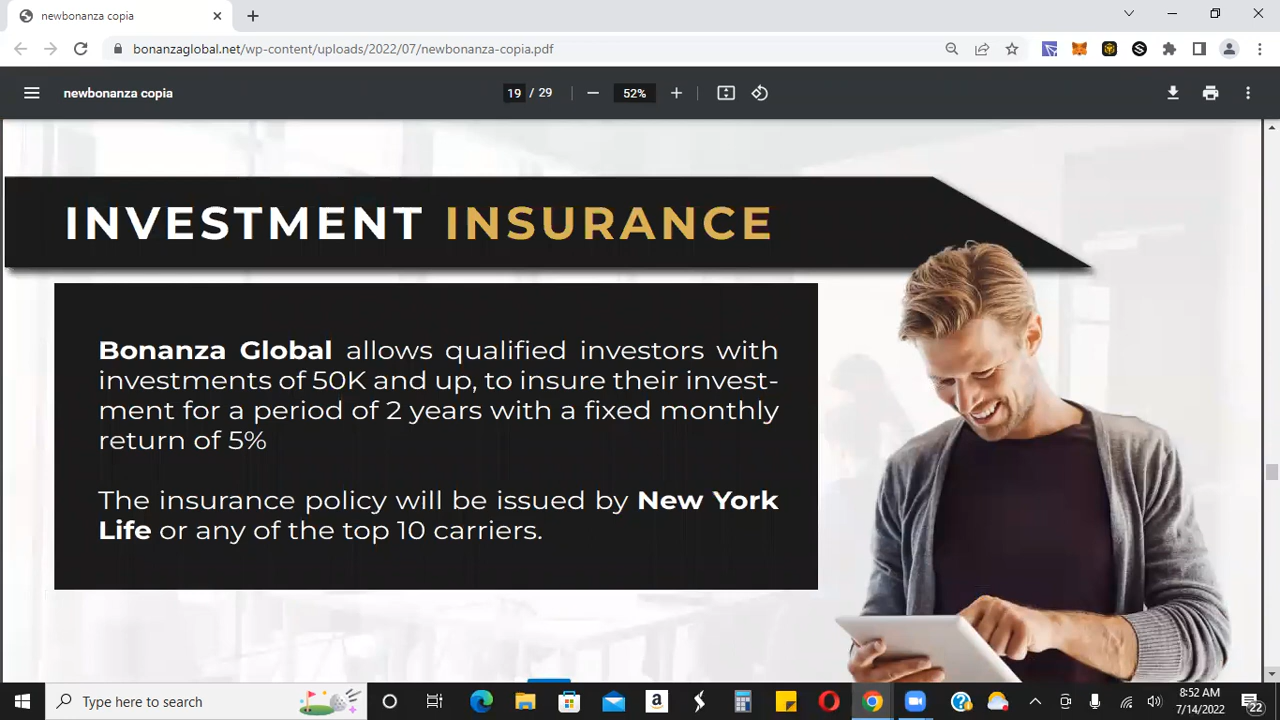 newbonanza copia
bonanzaglobal.net/wp-content/uploads/2022/07/newbonanza-copia.pdf
newbonanza copia
19 / 29
52%
INVESTMENT INSURANCE
Bonanza Global allows qualified investors with
investments of 50K and up, to insure their invest-
ment for a period of 2 years with a fixed monthly
return of 5%
The insurance policy will be issued by New York
Life or any of the top 10 carriers.
Type here to search
8:52 AM
7/14/2022
22